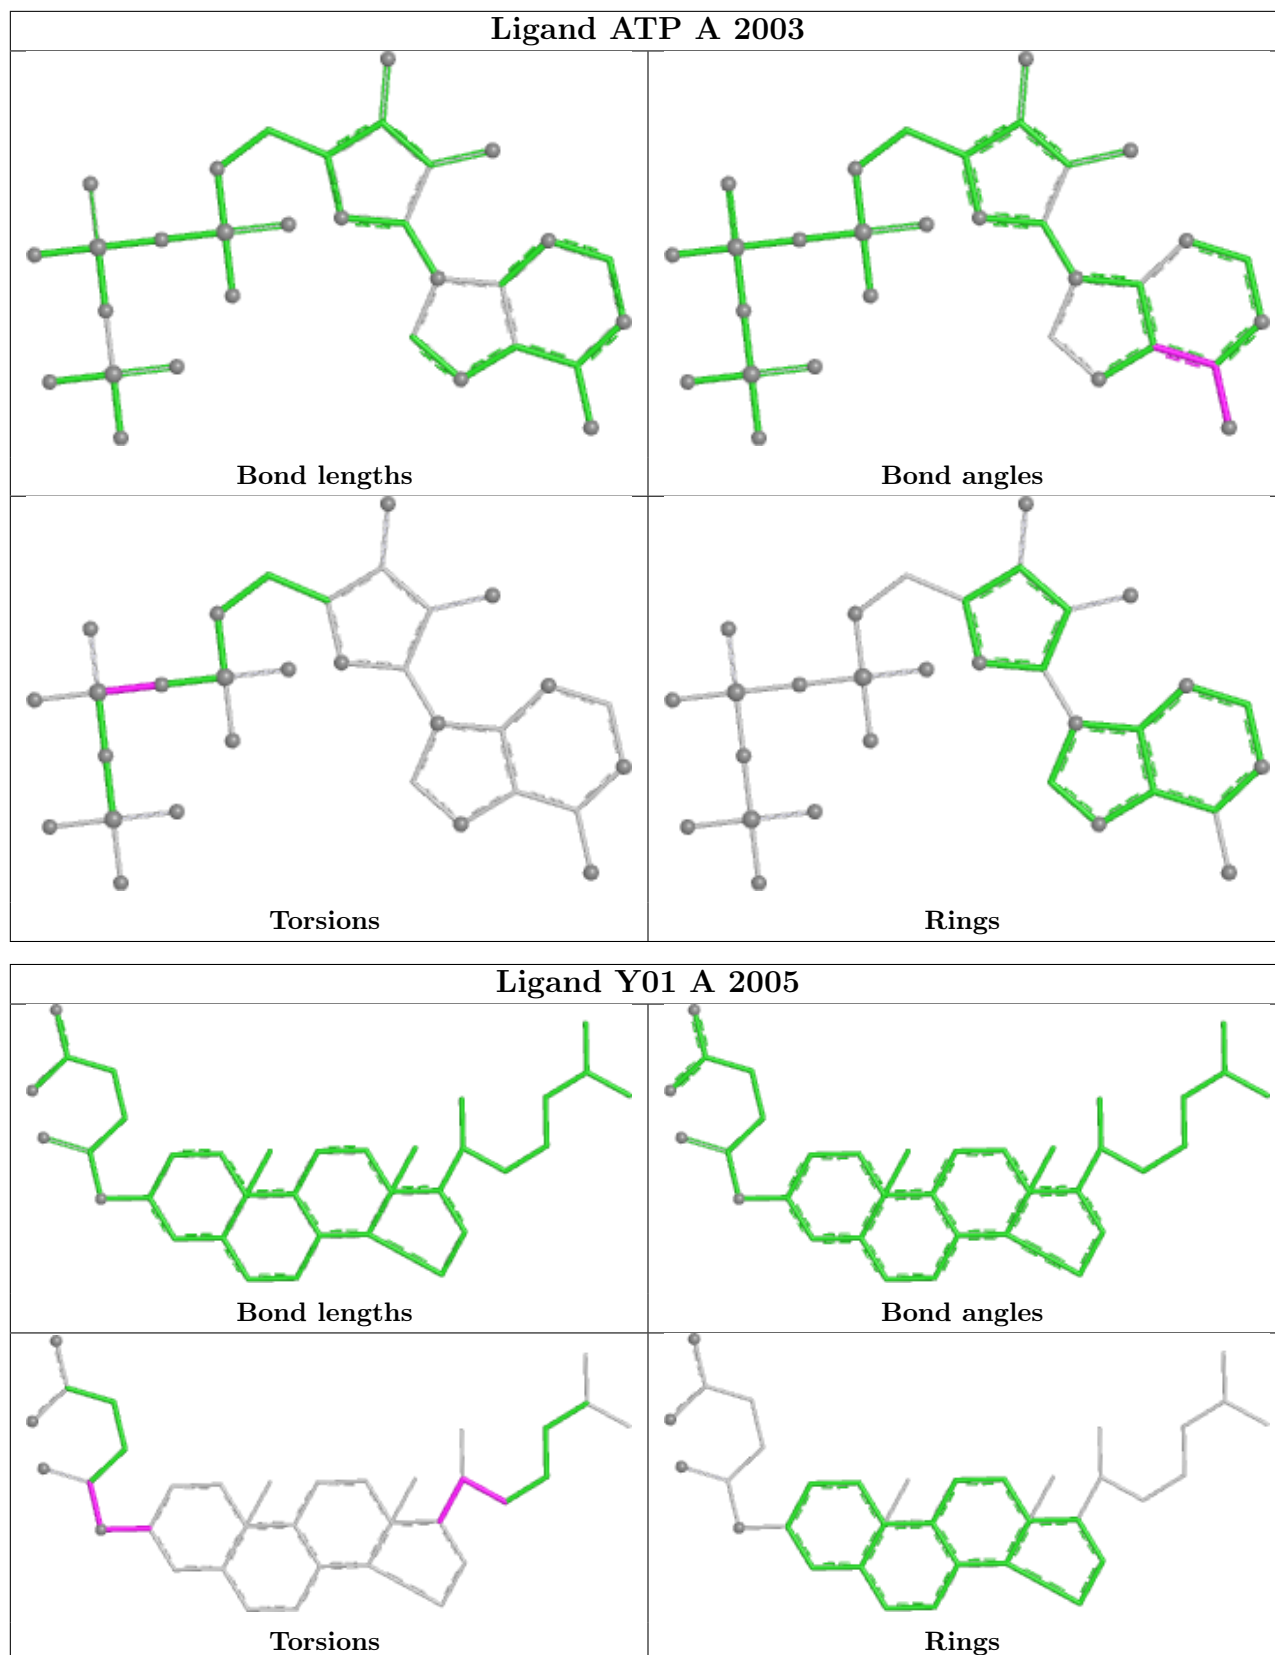 Ligand ATP A 2003
Bond lengths
Bond angles
Torsions
Rings
Ligand Y01 A 2005
Bond lengths
Bond angles
Torsions
Rings